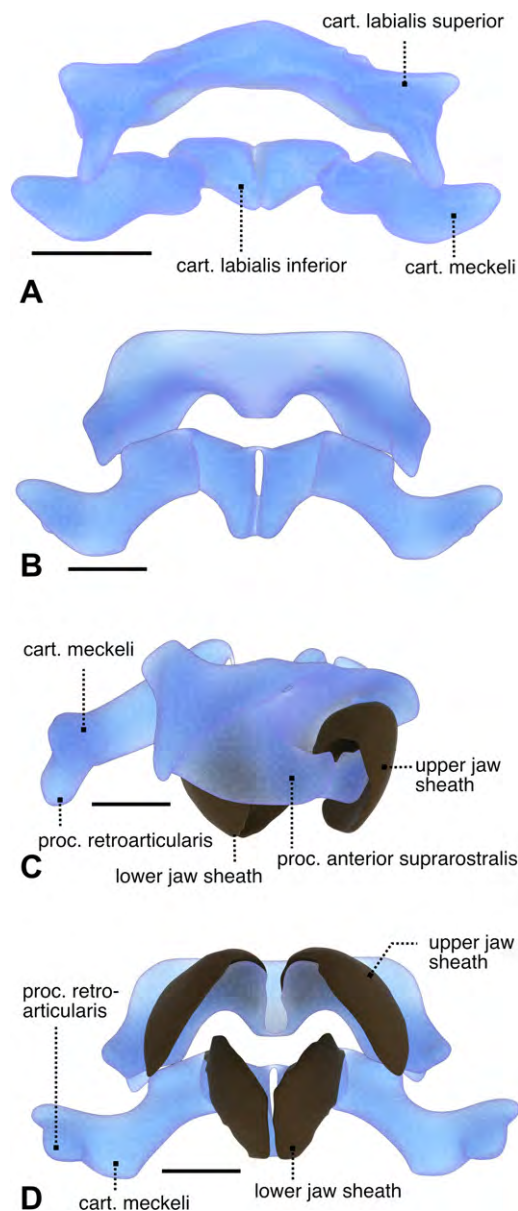 cart. labialis superior
cart. labialis inferior
cart. meckeli
A
B
cart. meckeli
upper jaw
sheath
proc. retroarticularis
proc. anterior suprarostralis
lower jaw sheath
C
upper jaw
sheath
proc. retro-
articularis
lower jaw sheath
cart. meckeli
D